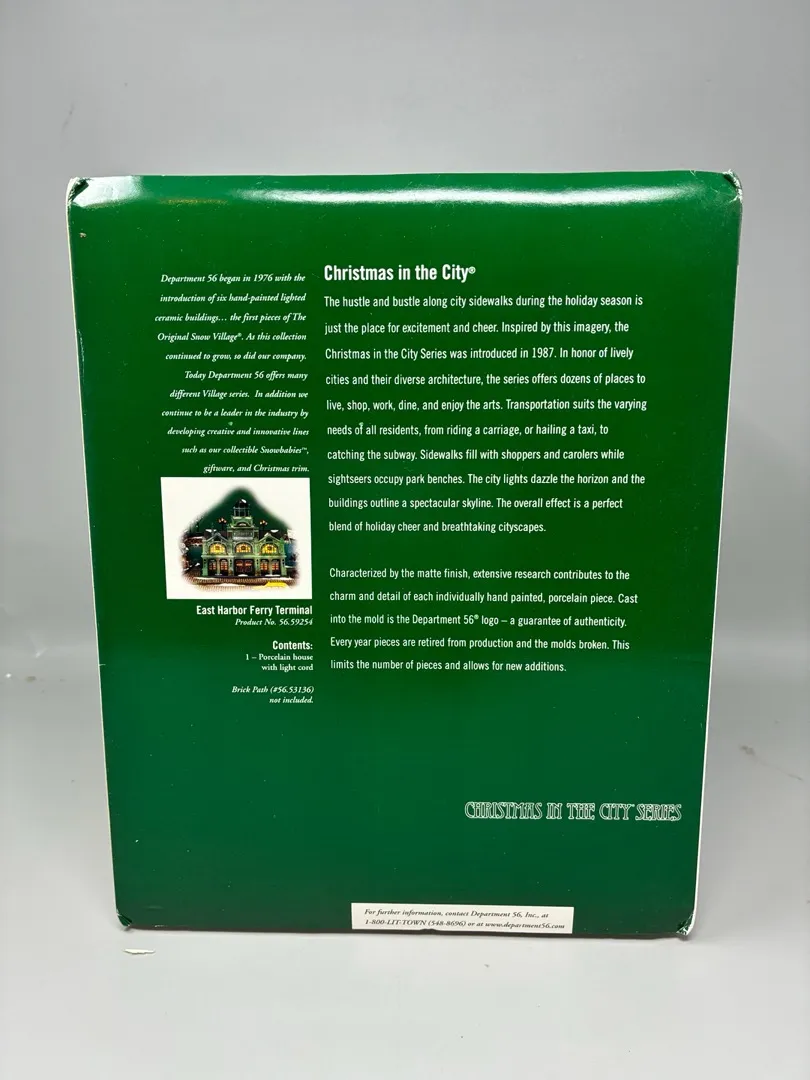 Department 56 began in 1976 with the
introduction of six hand-painted lighted
ceramic buildings... the first pieces of The
Original Snow Village®. As this collection
continued to grow, so did our company.
Today Department 56 offers many
different Village series. In addition we
continue to be a leader in the industry by
developing creative and innovative lines
such as our collectible Snowbabies™,
giftware, and Christmas trim.
East Harbor Ferry Terminal
Product No. 56.59254
Contents:
1 – Porcelain house
with light cord
Brick Path (#56.53136)
not included.
Christmas in the City®
The hustle and bustle along city sidewalks during the holiday season is
just the place for excitement and cheer. Inspired by this imagery, the
Christmas in the City Series was introduced in 1987. In honor of lively
cities and their diverse architecture, the series offers dozens of places to
live, shop, work, dine, and enjoy the arts. Transportation suits the varying
needs of all residents, from riding a carriage, or hailing a taxi, to
catching the subway. Sidewalks fill with shoppers and carolers while
sightseers occupy park benches. The city lights dazzle the horizon and the
buildings outline a spectacular skyline. The overall effect is a perfect
blend of holiday cheer and breathtaking cityscapes.
Characterized by the matte finish, extensive research contributes to the
charm and detail of each individually hand painted, porcelain piece. Cast
into the mold is the Department 56® logo – a guarantee of authenticity.
Every year pieces are retired from production and the molds broken. This
limits the number of pieces and allows for new additions.
CHRISTMAS IN THE CITY SERIES
For further information, contact Department 56, Inc., at
1-800-LIT-TOWN (548-8696) or at www.department56.com